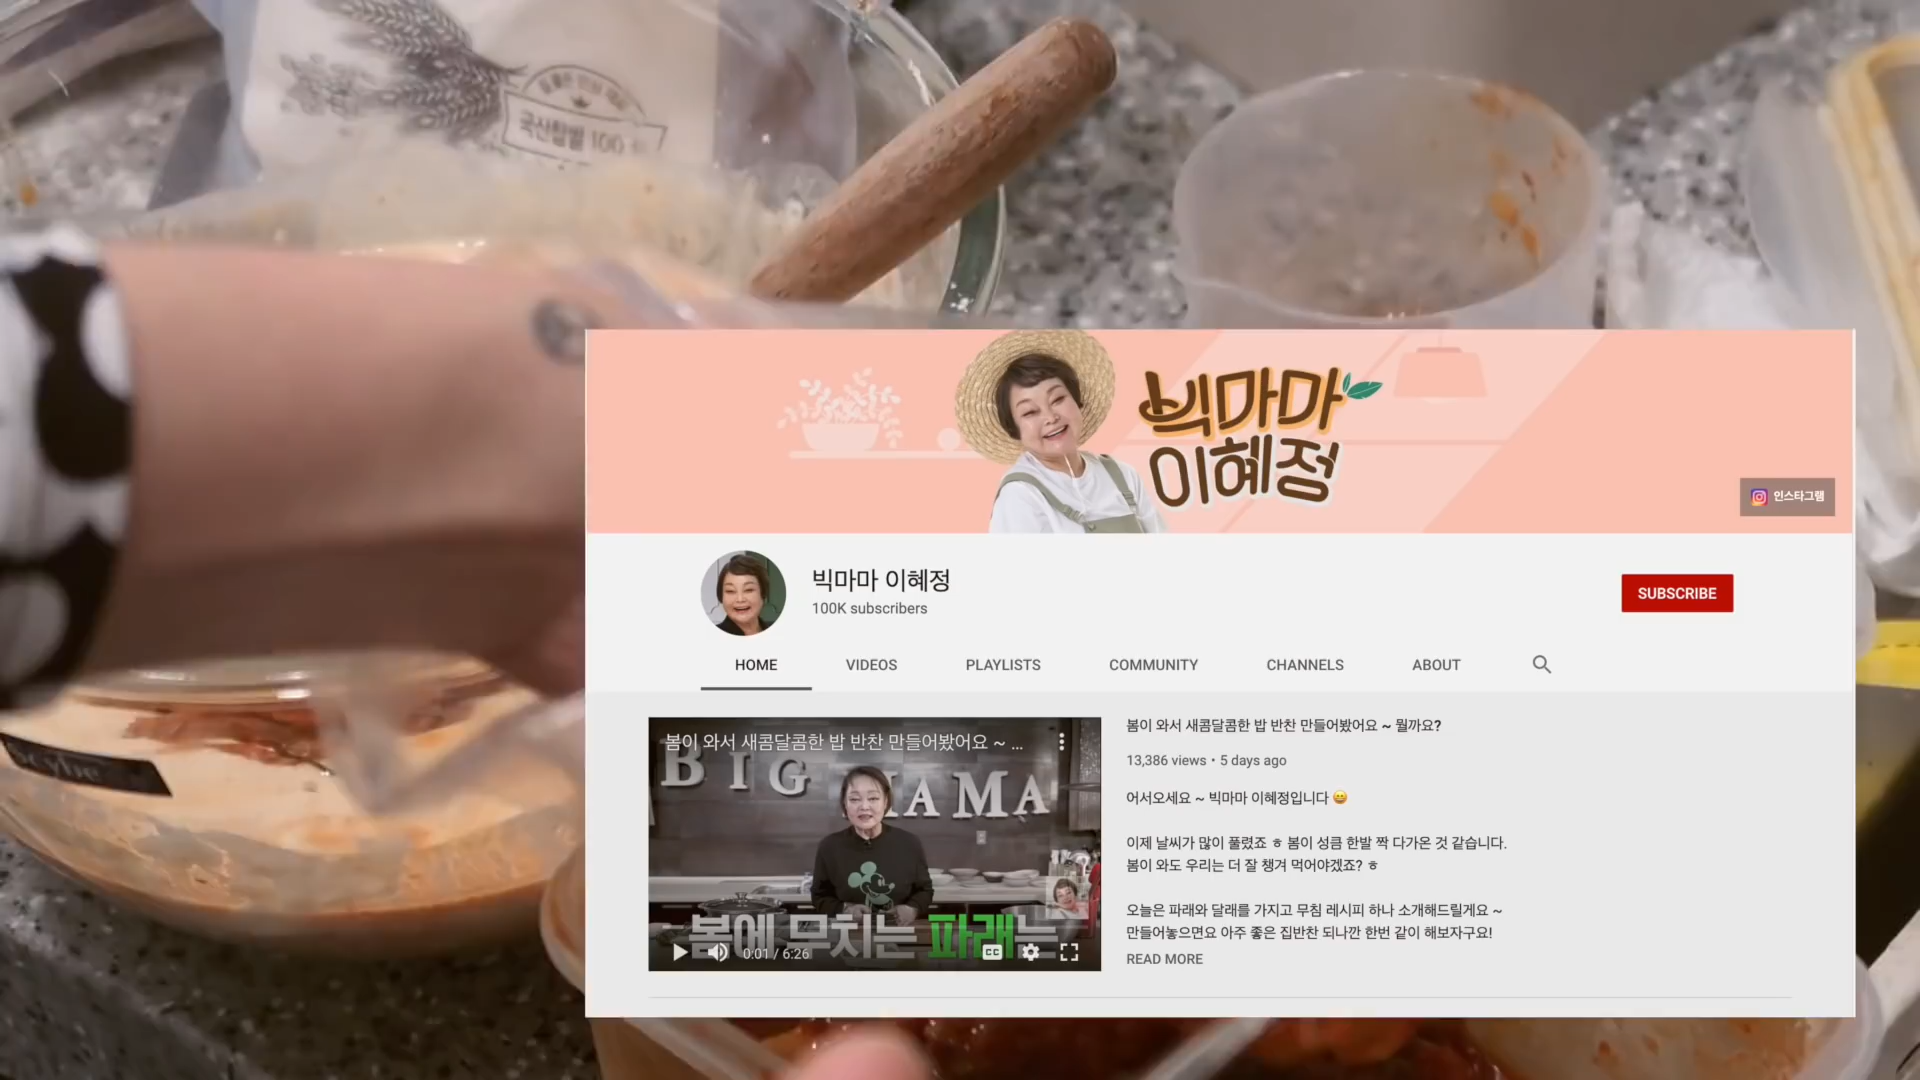 국산찹쌀 100
빅마마
이혜정
인스타그램
빅마마 이혜정
100K subscribers
SUBSCRIBE
HOME VIDEOS PLAYLISTS COMMUNITY CHANNELS ABOUT
봄이 와서 새콤달콤한 밥 반찬 만들어봤어요 ~ ...
BIG MAMA
봄에 무치는 파래는
0:01 / 6:26
CC
봄이 와서 새콤달콤한 밥 반찬 만들어봤어요 ~ 뭘까요?
13,386 views • 5 days ago
어서오세요 ~ 빅마마 이혜정입니다 😄
이제 날씨가 많이 풀렸죠 ㅎ 봄이 성큼 한발 짝 다가온 것 같습니다.
봄이 와도 우리는 더 잘 챙겨 먹어야겠죠? ㅎ
오늘은 파래와 달래를 가지고 무침 레시피 하나 소개해드릴게요 ~
만들어놓으면요 아주 좋은 집반찬 되나깐 한번 같이 해보자구요!
READ MORE